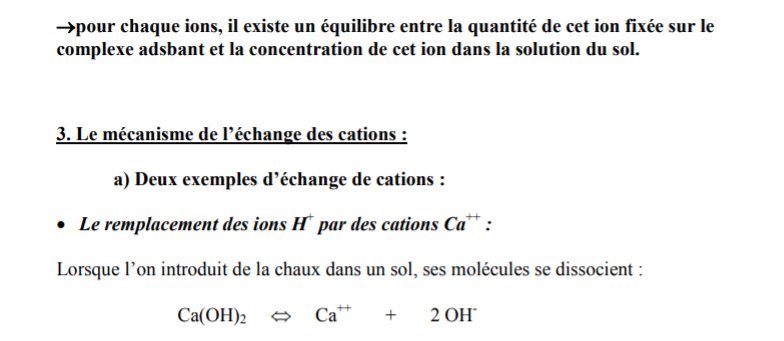 →pour chaque ions, il existe un équilibre entre la quantité de cet ion fixée sur le
complexe adsbant et la concentration de cet ion dans la solution du sol.
3. Le mécanisme de l’échange des cations :
a) Deux exemples d’échange de cations :
• Le remplacement des ions H⁺ par des cations Ca⁺⁺ :
Lorsque l’on introduit de la chaux dans un sol, ses molécules se dissocient :
Ca(OH)₂ ⇔ Ca⁺⁺ + 2 OH⁻